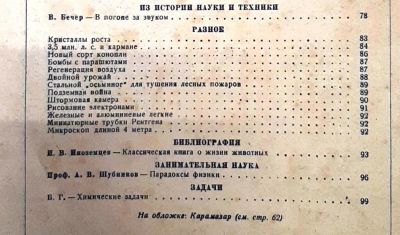 ИЗ ИСТОРИИ НАУКИ И ТЕХНИКИ
В. Бечер — В погоне за звуком 78
РАЗНОЕ
Кристаллы роста 83
3,5 млн. л. с. в кармане 84
Новый сорт конопли 86
Бомбы с парашютами 87
Регенерация воздуха 87
Двойной урожай 88
Стальной „осьминог“ для тушения лесных пожаров 89
Подземная война 89
Штормовая камера 90
Рисование электронами 91
Железные и алюминиевые легкие 92
Миниатюрные трубки Рентгена 92
Микроскоп длиной 4 метра 92
БИБЛИОГРАФИЯ
И. В. Иноземцев — Классическая книга о жизни животных 93
ЗАНИМАТЕЛЬНАЯ НАУКА
Проф. А. В. Шубников — Парадоксы физики 96
ЗАДАЧИ
Б. Г. — Химические задачи 99
На обложке: Карамазар (см. стр. 62)